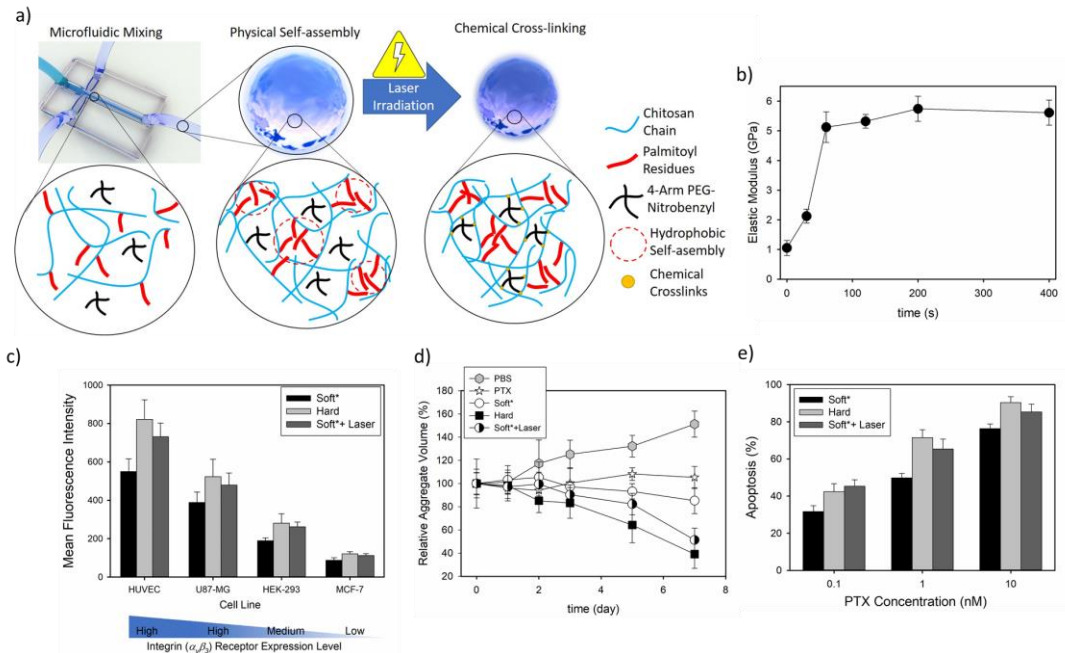 a)
Microfluidic Mixing
Physical Self-assembly
Chemical Cross-linking
Laser
Irradiation
Chitosan
Chain
Palmitoyl
Residues
4-Arm PEG-
Nitrobenzyl
Hydrophobic
Self-asembly
Chemical
Crosslinks
b)
Elastic Modulus (GPa)
7
6
5
4
3
2
1
0
0 100 200 300 400
time (s)
c)
Mean Fluorescence Intensity
1000
800
600
400
200
0
Soft*
Hard
Soft*+ Laser
HUVEC U87-MG HEK-293 MCF-7
Cell Line
High High Medium Low
Integrin (αvβ3) Receptor Expression Level
d)
Relative Aggregate Volume (%)
180
160
140
120
100
80
60
40
20
0
PBS
PTX
Soft*
Hard
Soft*+Laser
0 2 4 6 8
time (day)
e)
Apoptosis (%)
100
80
60
40
20
0
Soft*
Hard
Soft*+ Laser
0.1 1 10
PTX Concentration (nM)